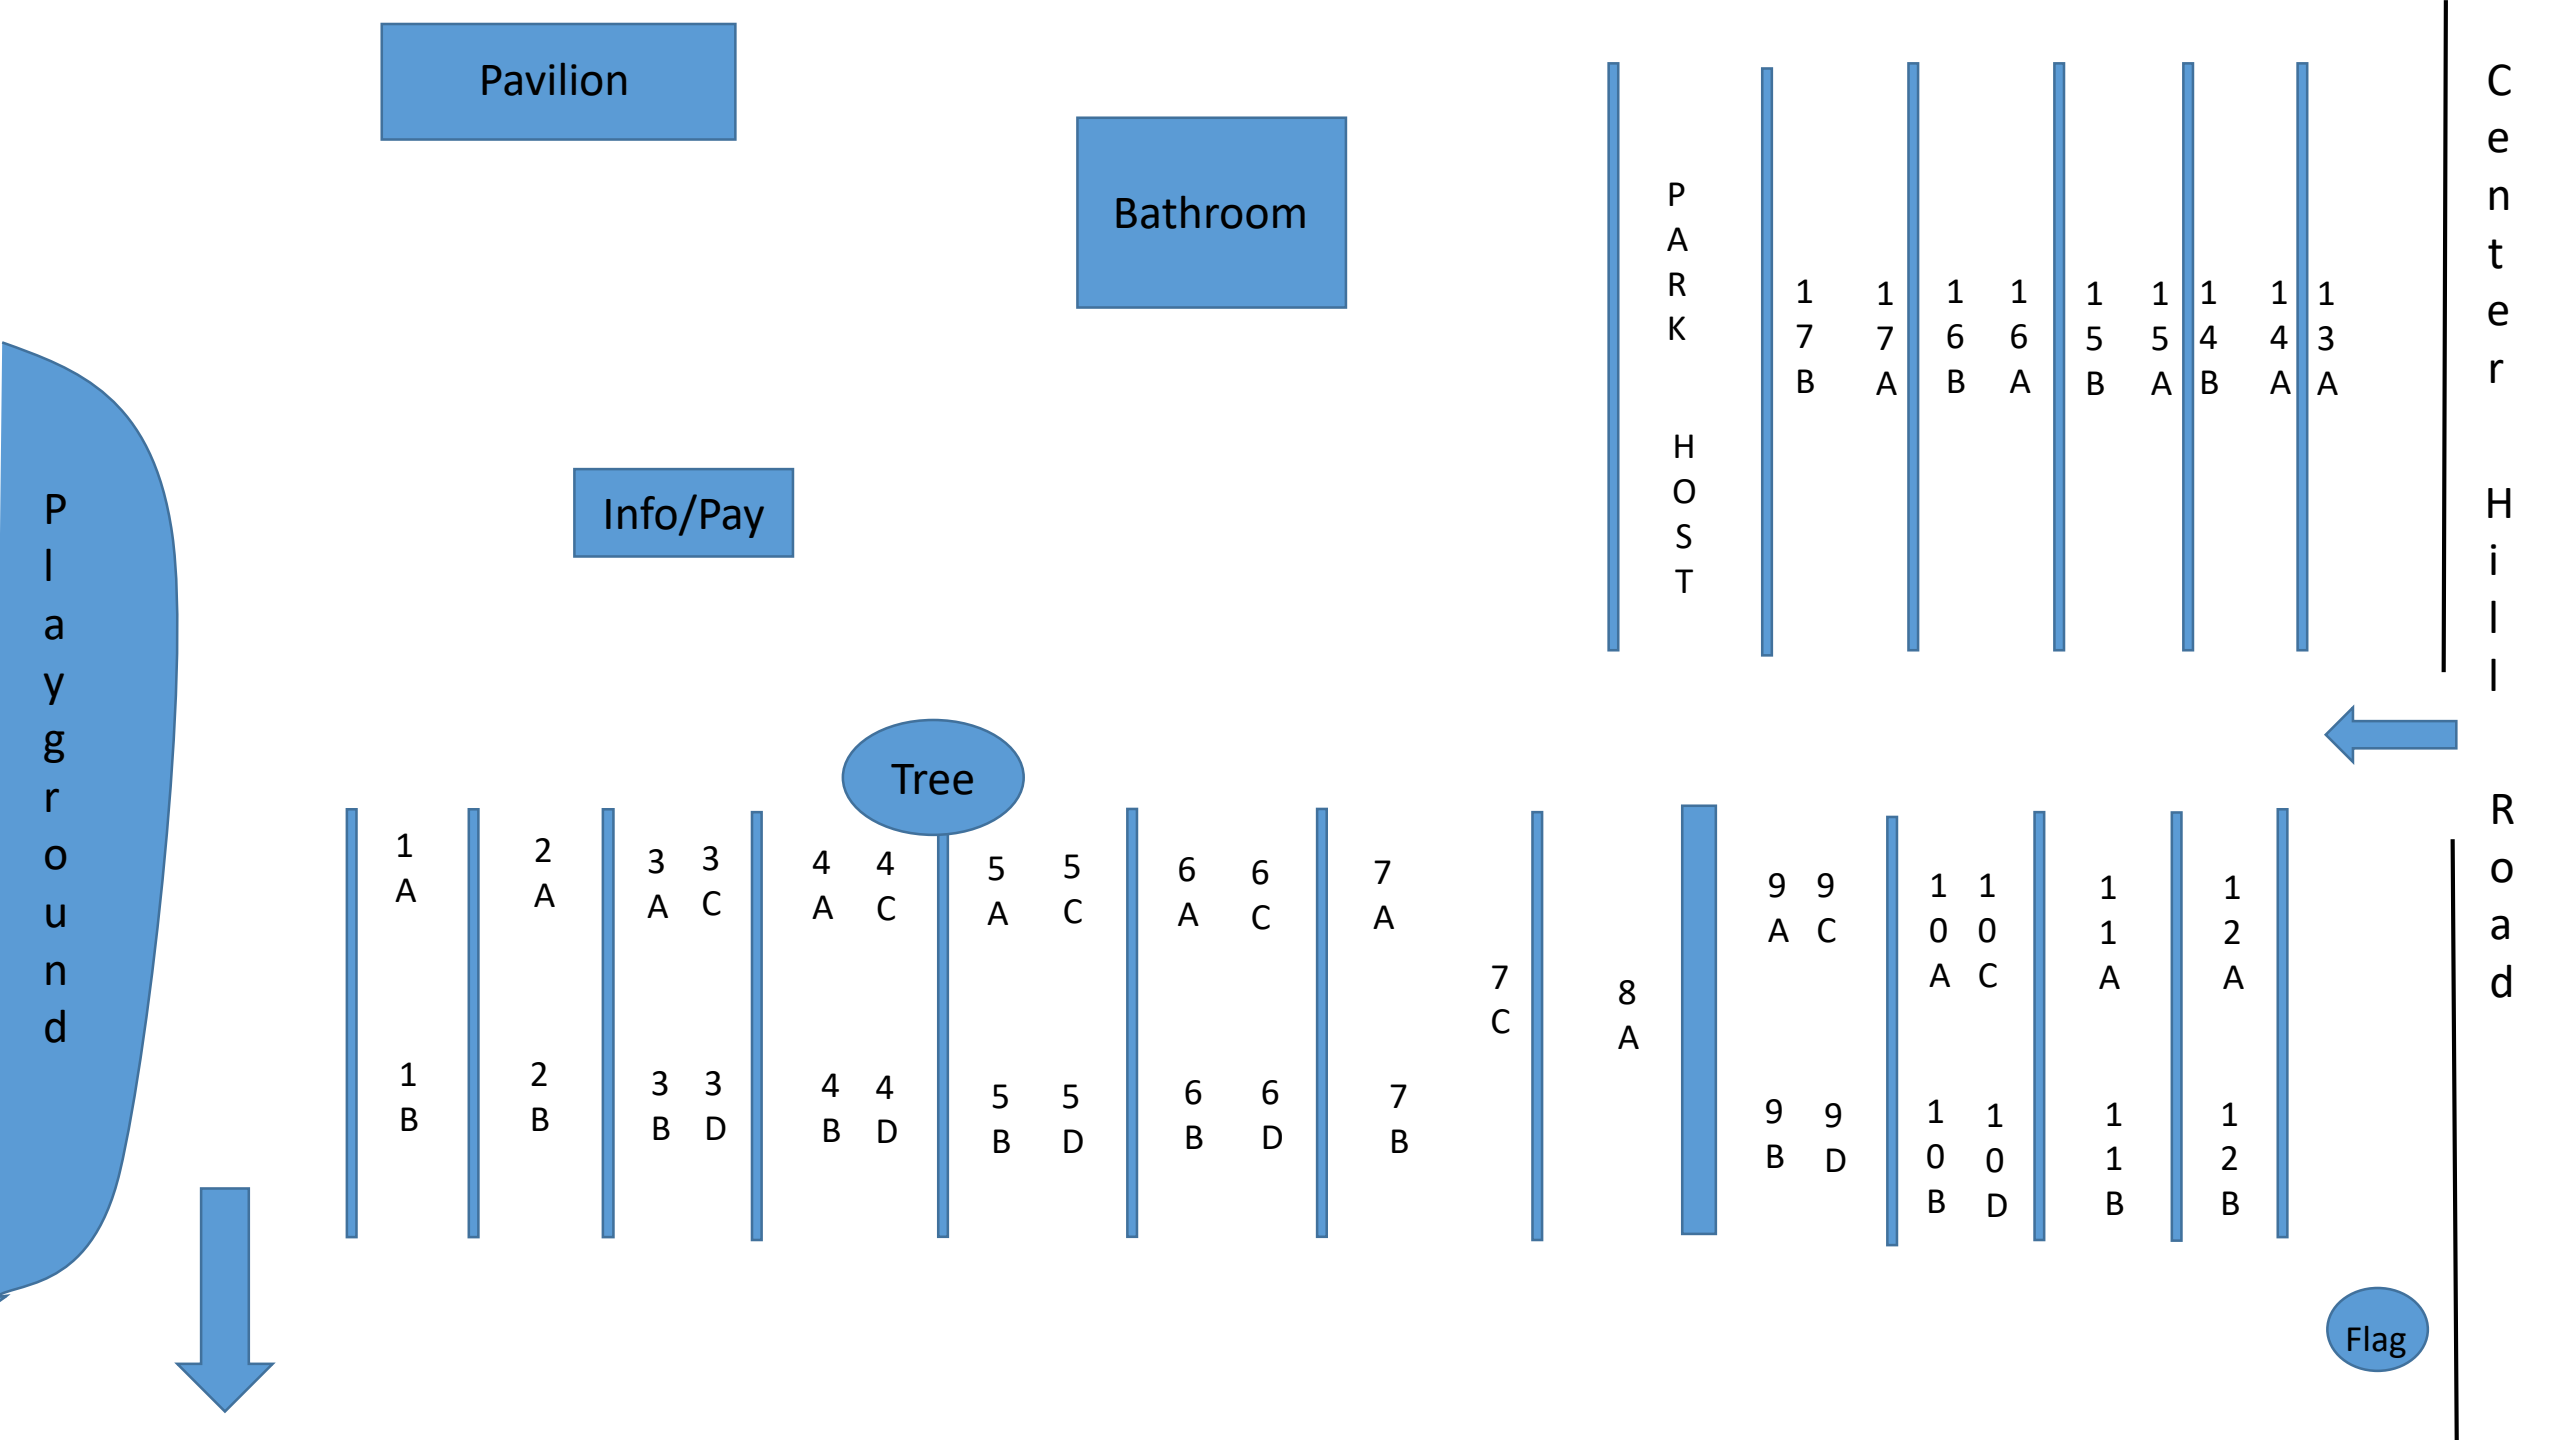 Pavilion
Bathroom
PARK HOST
17B
17A
16B
16A
15B
15A
14B
14A
13A
Center Hill Road
Info/Pay
Playground
Tree
1A
2A
3A
3C
4A
4C
5A
5C
6A
6C
7A
7C
8A
9A
9C
10A
10C
11A
12A
1B
2B
3B
3D
4B
4D
5B
5D
6B
6D
7B
9B
9D
10B
10D
11B
12B
Flag